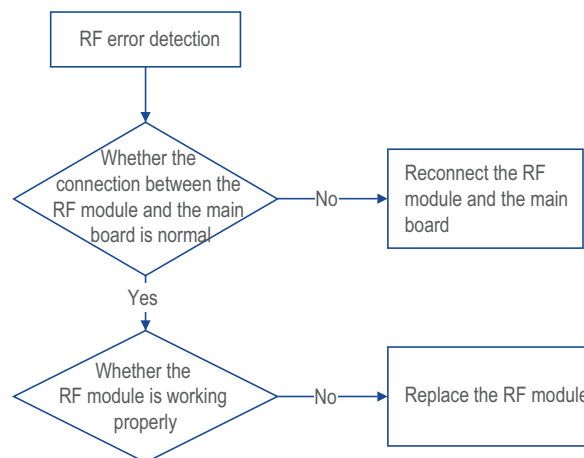 RF error detection
Whether the
connection between the
RF module and the main
board is normal
No
Reconnect the RF
module and the main
board
Yes
Whether the
RF module is working
properly
No
Replace the RF module